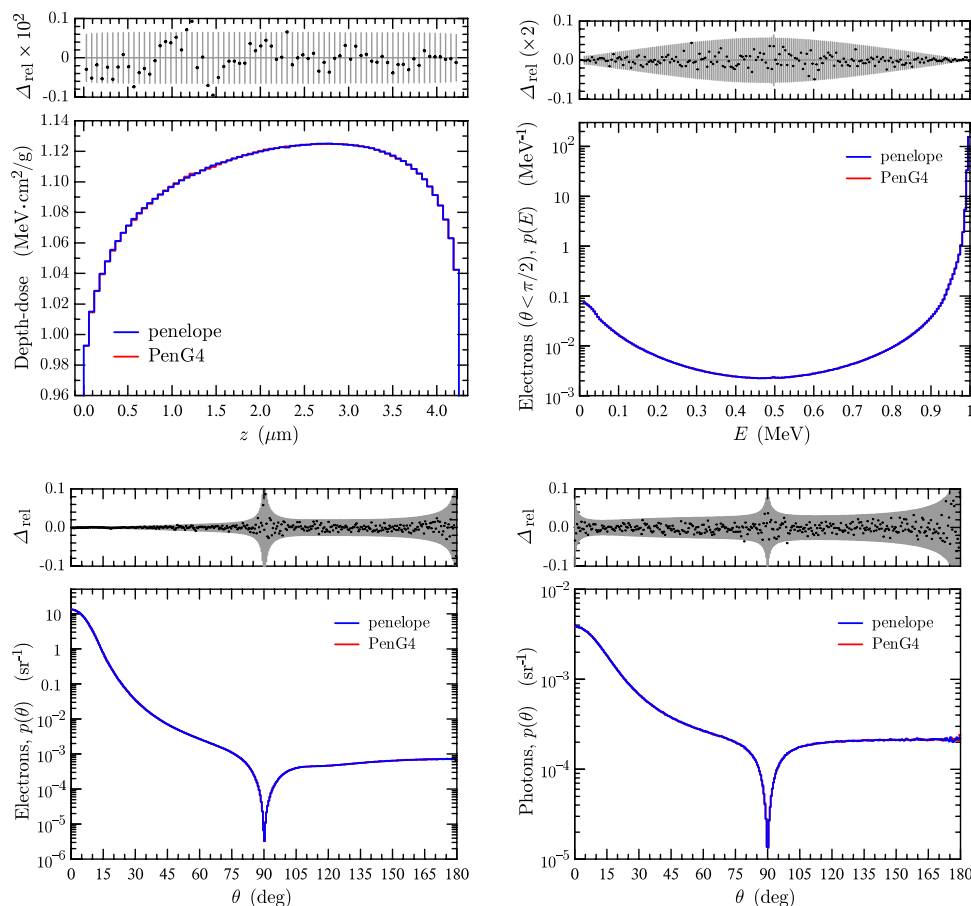 0.1
0
-0.1
Δrel × 10²
1.14
1.12
1.10
1.08
1.06
1.04
1.02
1.00
0.98
0.96
Depth-dose (MeV·cm²/g)
penelope
PenG4
0.0 0.5 1.0 1.5 2.0 2.5 3.0 3.5 4.0
z (μm)
0.1
0.0
-0.1
Δrel (×2)
100
10
1
0.1
10⁻²
10⁻³
Electrons (θ < π/2), p(E) (MeV⁻¹)
penelope
PenG4
0 0.1 0.2 0.3 0.4 0.5 0.6 0.7 0.8 0.9 1
E (MeV)
0.1
0.0
-0.1
Δrel
10
1
0.1
10⁻²
10⁻³
10⁻⁴
10⁻⁵
10⁻⁶
Electrons, p(θ) (sr⁻¹)
penelope
PenG4
0 15 30 45 60 75 90 105 120 135 150 165 180
θ (deg)
0.1
0.0
-0.1
Δrel
10⁻²
10⁻³
10⁻⁴
10⁻⁵
Photons, p(θ) (sr⁻¹)
penelope
PenG4
0 15 30 45 60 75 90 105 120 135 150 165 180
θ (deg)